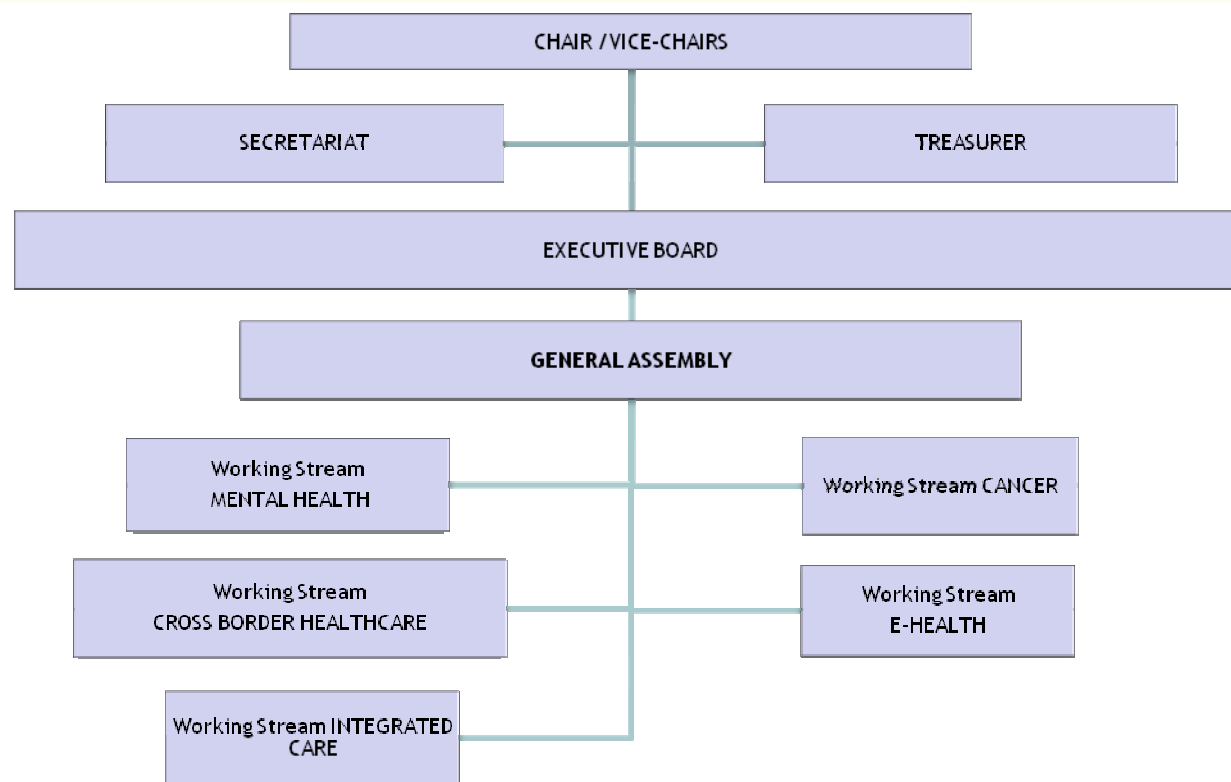 CHAIR / VICE-CHAIRS
SECRETARIAT
TREASURER
EXECUTIVE BOARD
GENERAL ASSEMBLY
Working Stream
MENTAL HEALTH
Working Stream CANCER
Working Stream
CROSS BORDER HEALTHCARE
Working Stream
E-HEALTH
Working Stream INTEGRATED
CARE